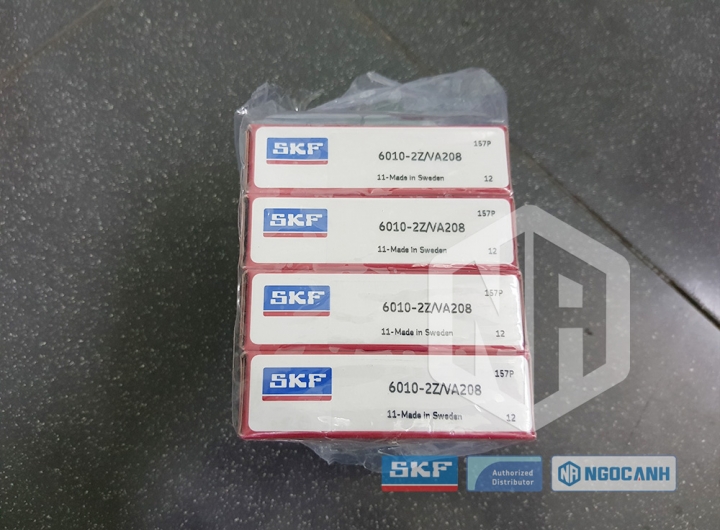 SKF
157P
6010-2Z/VA208
11-Made in Sweden
12
SKF
157P
6010-2Z/VA208
11-Made in Sweden
12
SKF
157P
6010-2Z/VA208
11-Made in Sweden
12
SKF
157P
6010-2Z/VA208
11-Made in Sweden
12
NA
SKF
Authorized
Distributor
NA NGOCANH